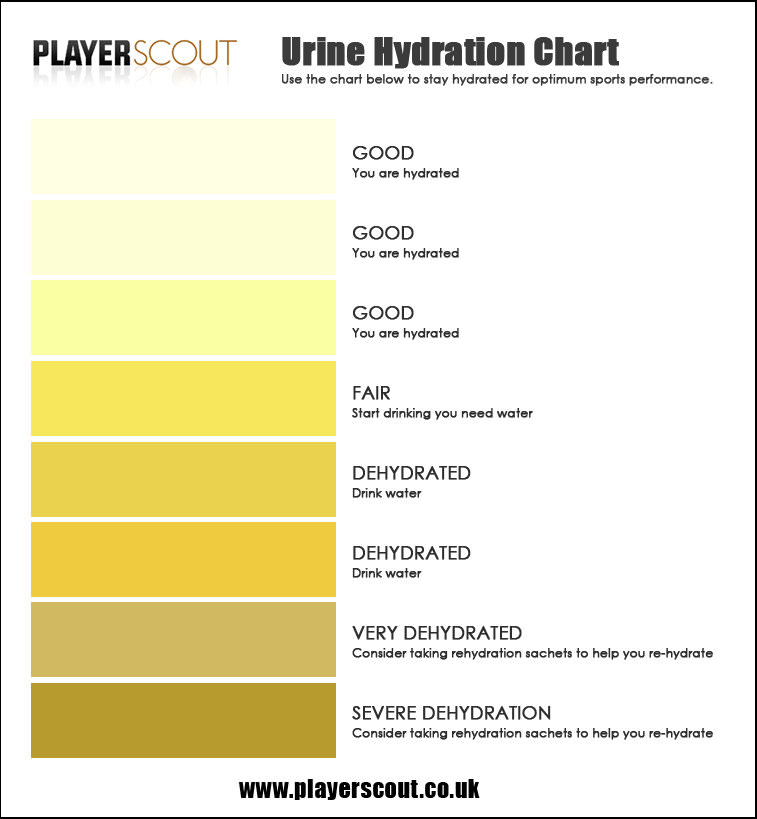 PLAYERSCOUT
Urine Hydration Chart
Use the chart below to stay hydrated for optimum sports performance.
GOOD
You are hydrated
GOOD
You are hydrated
GOOD
You are hydrated
FAIR
Start drinking you need water
DEHYDRATED
Drink water
DEHYDRATED
Drink water
VERY DEHYDRATED
Consider taking rehydration sachets to help you re-hydrate
SEVERE DEHYDRATION
Consider taking rehydration sachets to help you re-hydrate
www.playerscout.co.uk